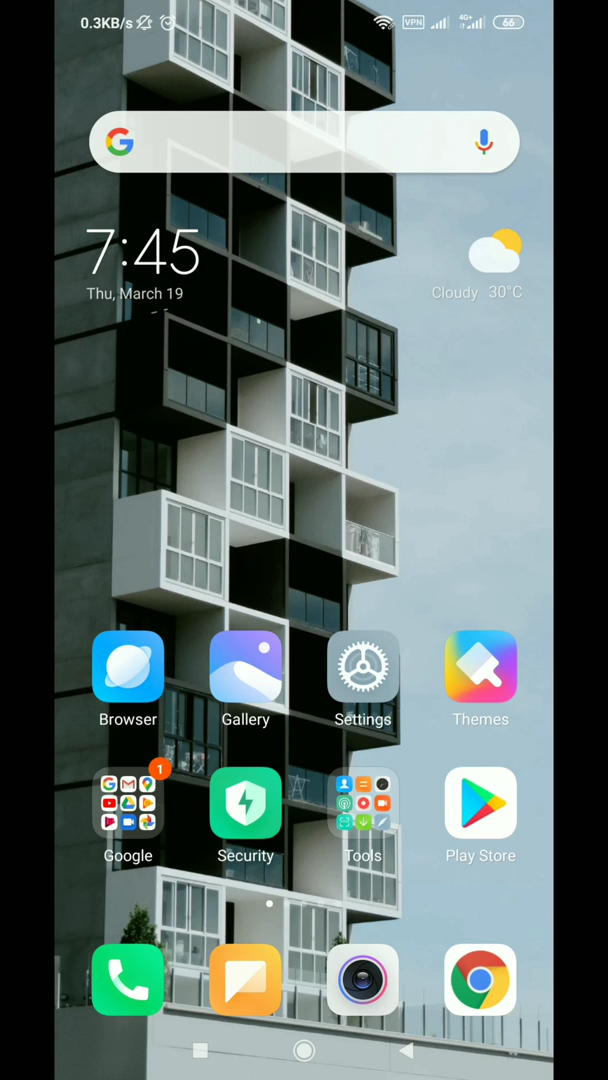 0.3KB/s VPN 4G+ 66
7:45
Thu, March 19
Cloudy 30°C
Browser Gallery Settings Themes
1
Google Security Tools Play Store